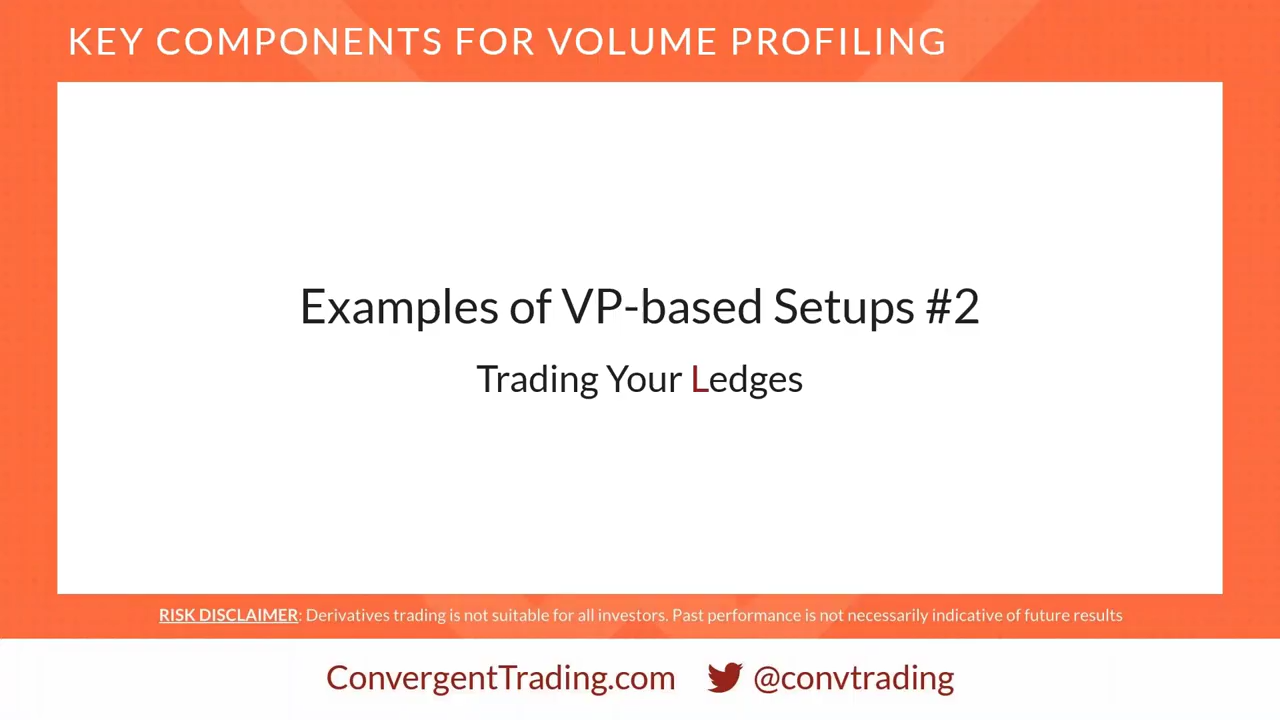 KEY COMPONENTS FOR VOLUME PROFILING
Examples of VP-based Setups #2
Trading Your Ledges
RISK DISCLAIMER: Derivatives trading is not suitable for all investors. Past performance is not necessarily indicative of future results
ConvergentTrading.com @convtrading